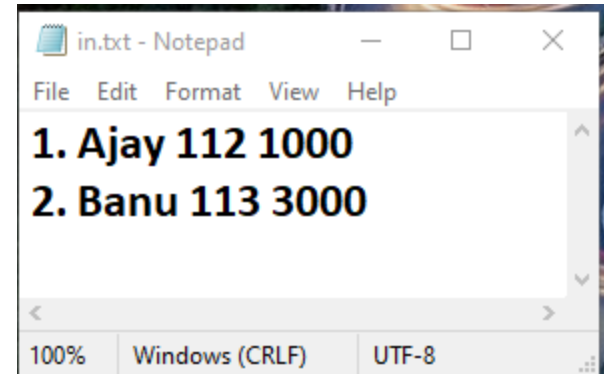 in.txt - Notepad
File Edit Format View Help
1. Ajay 112 1000
2. Banu 113 3000
100% Windows (CRLF) UTF-8